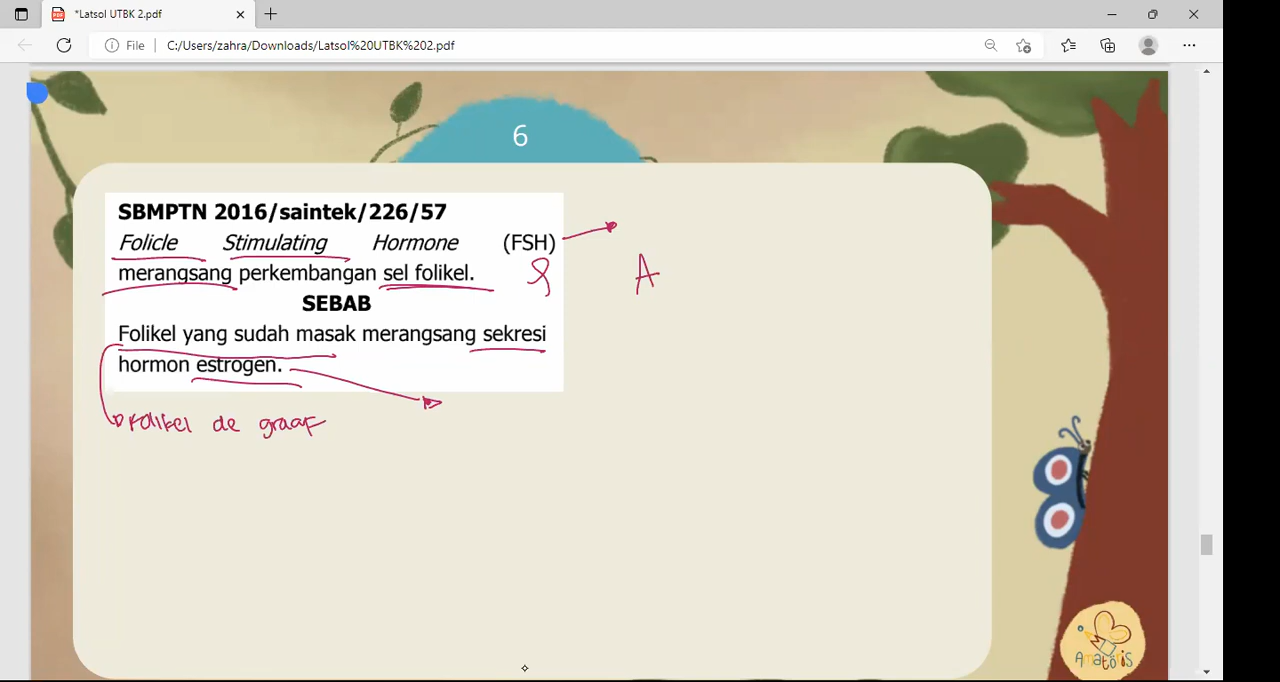 *Latsol UTBK 2.pdf
File
C:/Users/zahra/Downloads/Latsol%20UTBK%202.pdf
6
SBMPTN 2016/saintek/226/57
Folicle Stimulating Hormone (FSH)
merangsang perkembangan sel folikel.
A
SEBAB
Folikel yang sudah masak merangsang sekresi
hormon estrogen.
Folikel de graaf
Amatoris